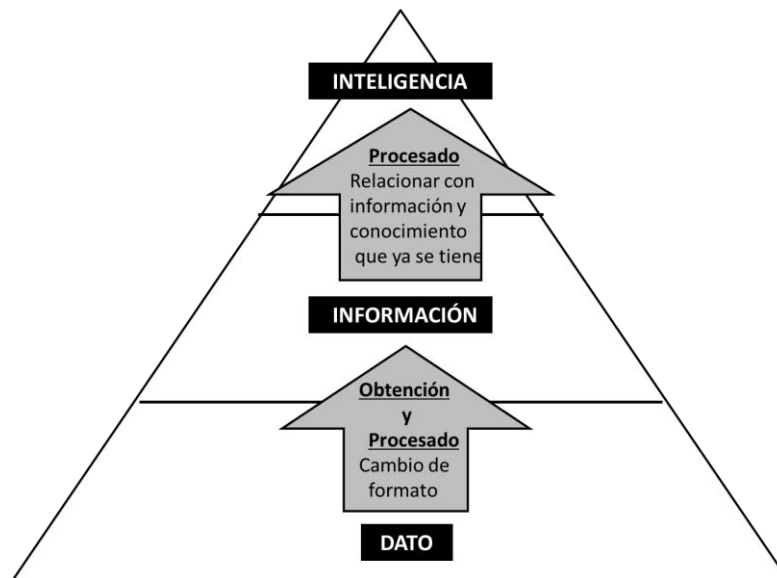 INTELIGENCIA
Procesado
Relacionar con
información y
conocimiento
que ya se tiene
INFORMACIÓN
Obtención
y
Procesado
Cambio de
formato
DATO